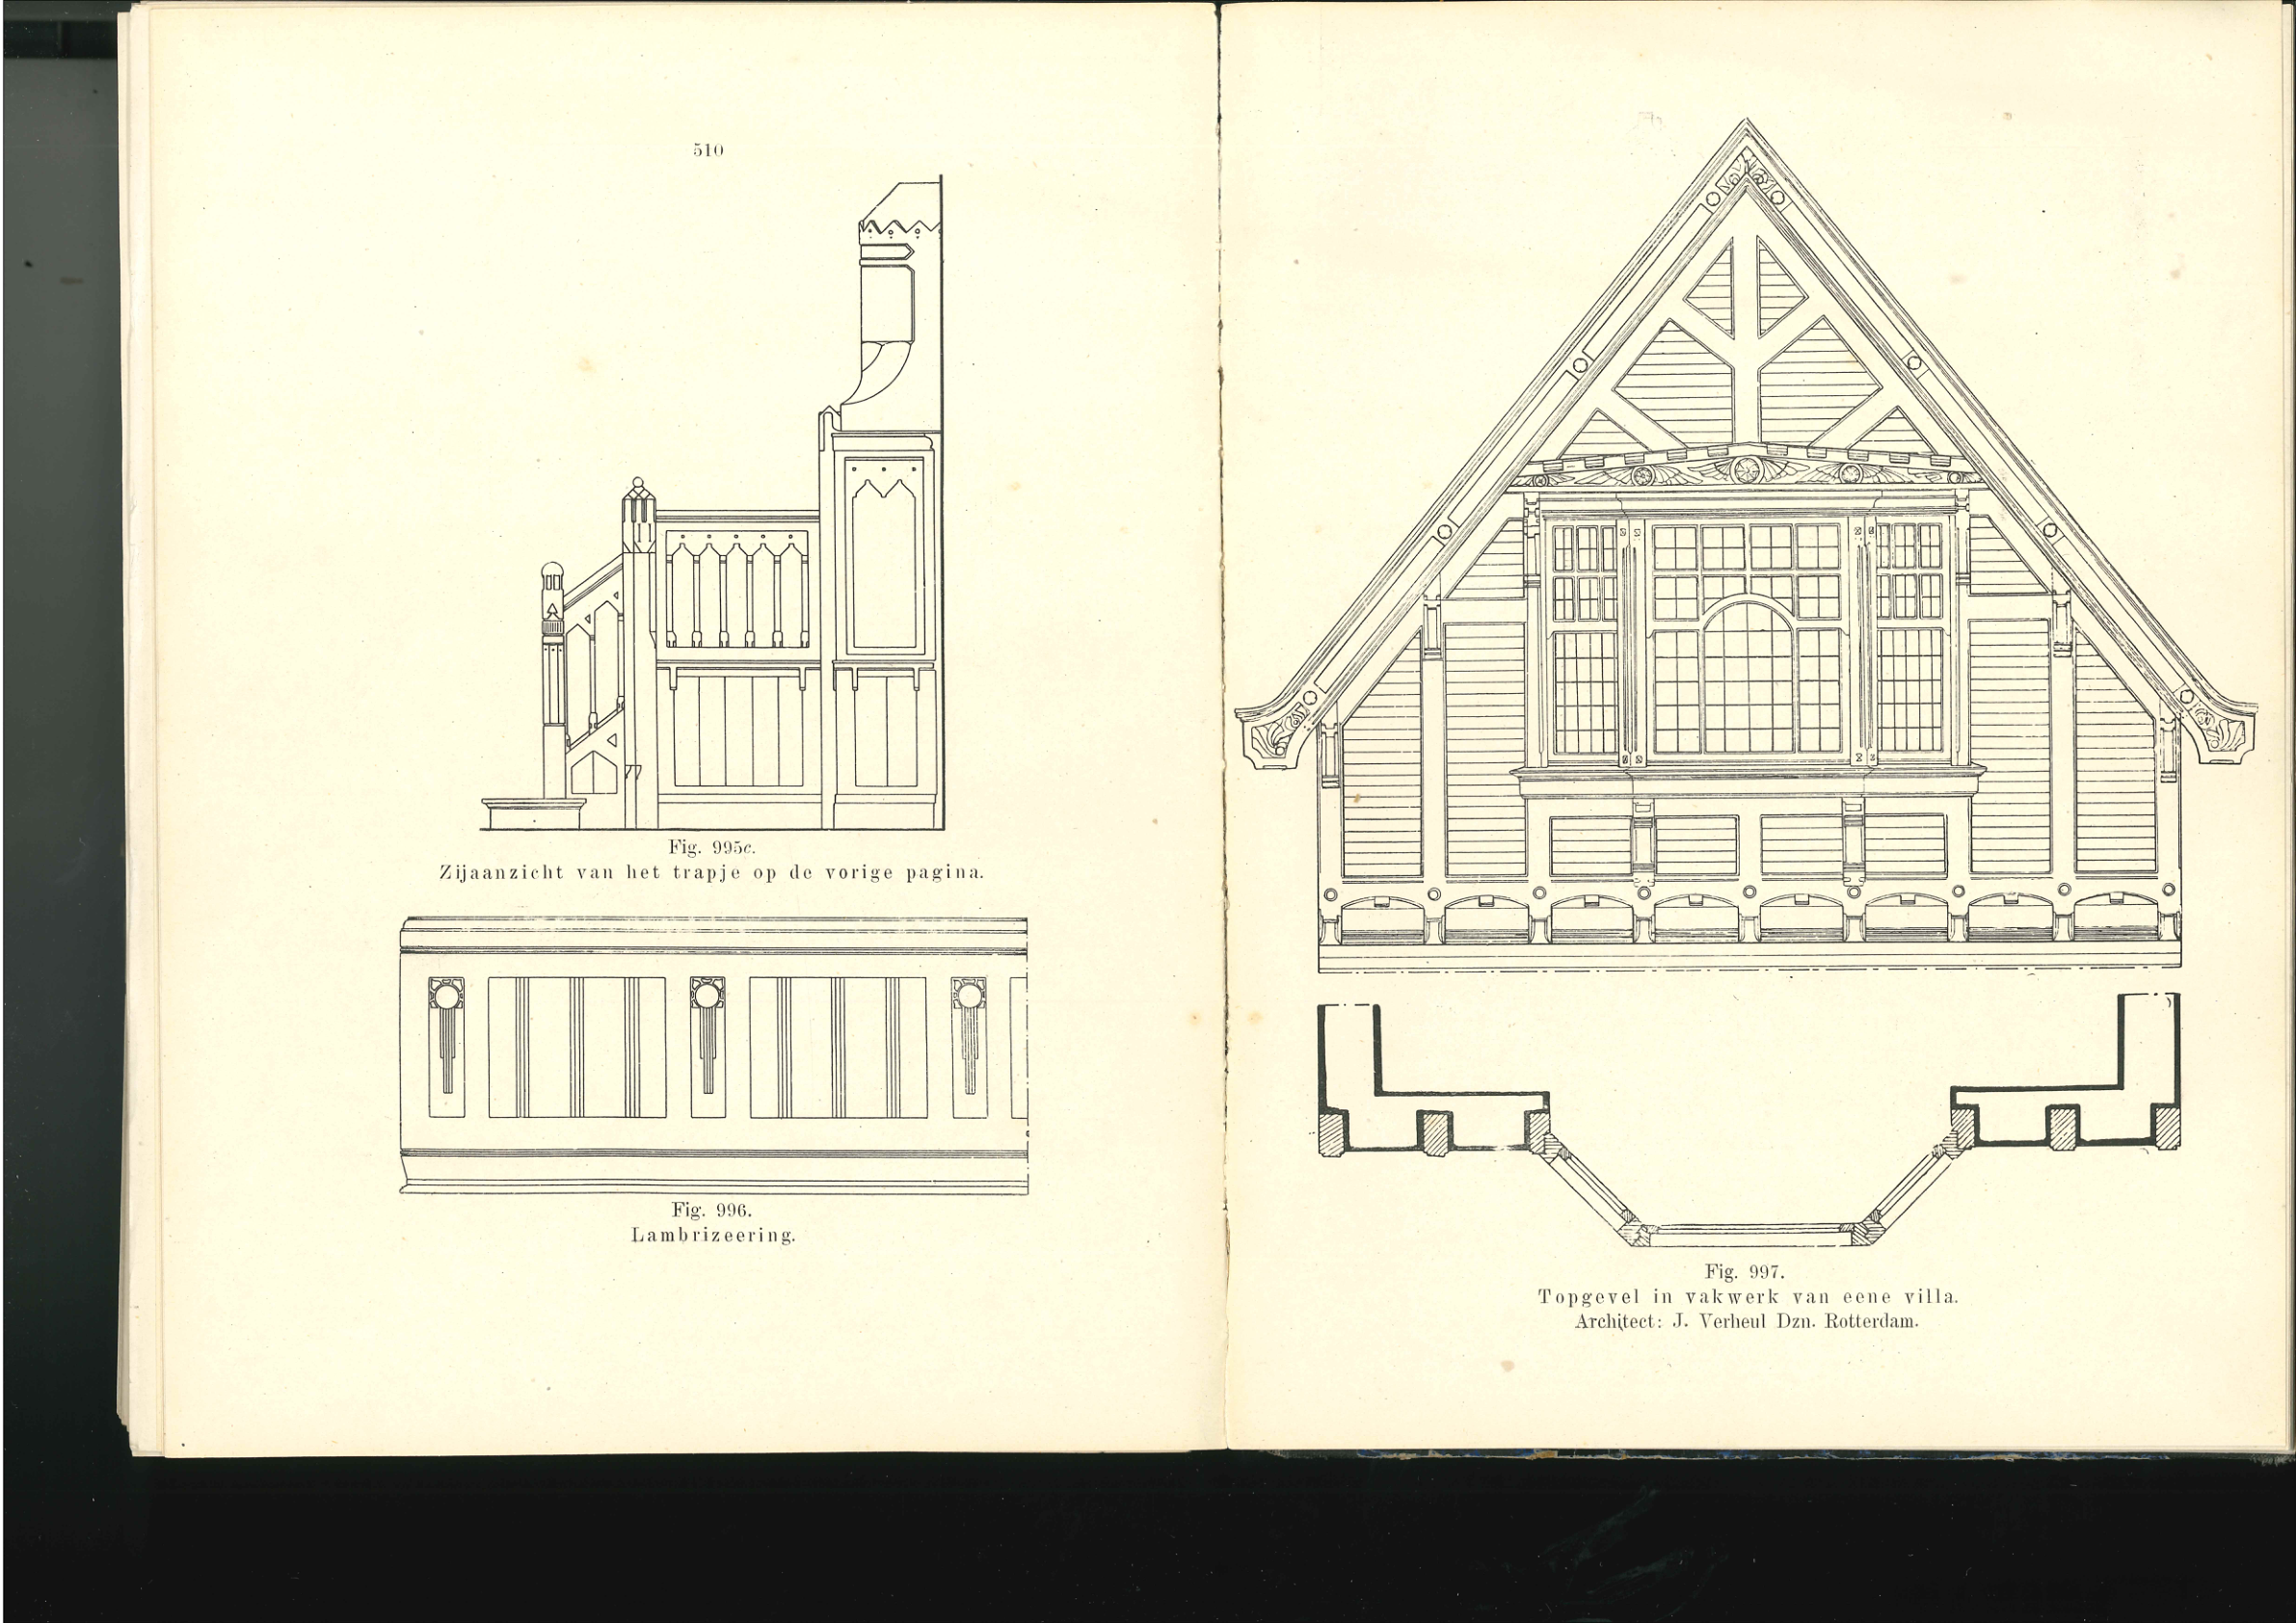 510
Fig. 995c.
Zijaanzicht van het trapje op de vorige pagina.
Fig. 996.
Lambrizeering.
Fig. 997.
Topgevel in vakwerk van eene villa.
Architect: J. Verheul Dzn. Rotterdam.